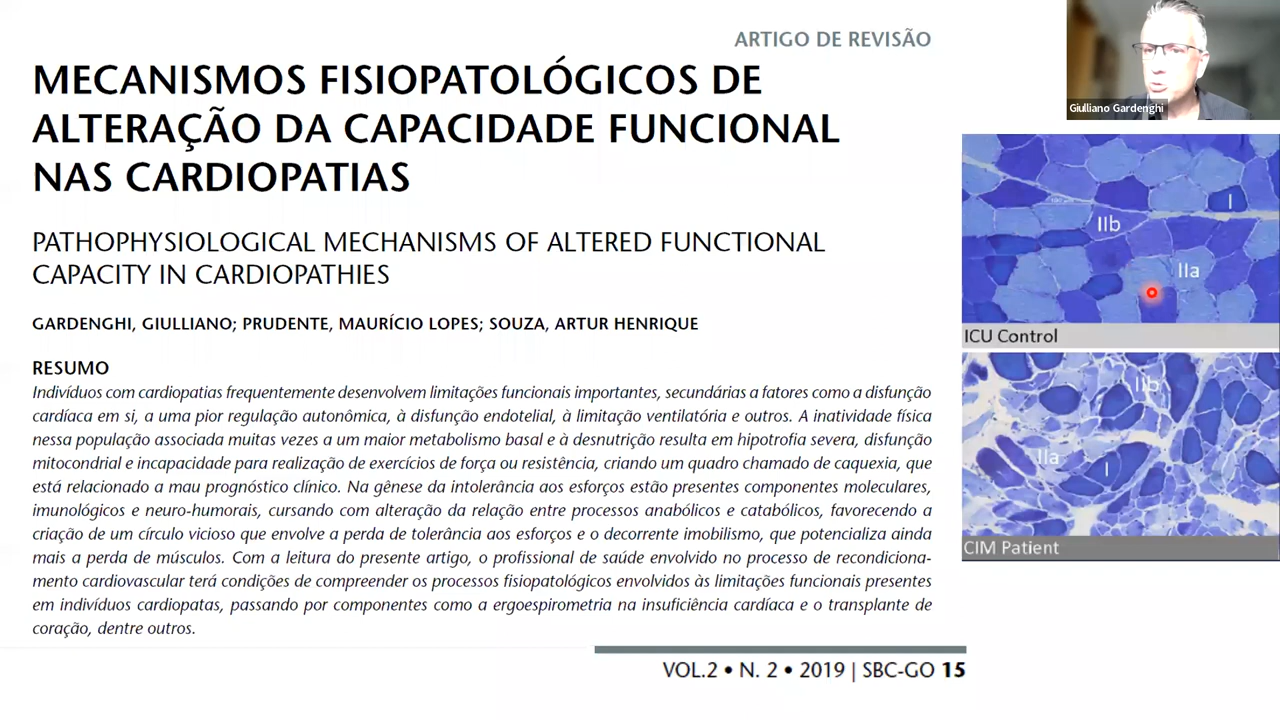 ARTIGO DE REVISÃO
MECANISMOS FISIOPATOLÓGICOS DE
ALTERAÇÃO DA CAPACIDADE FUNCIONAL
NAS CARDIOPATIAS
PATHOPHYSIOLOGICAL MECHANISMS OF ALTERED FUNCTIONAL
CAPACITY IN CARDIOPATHIES
GARDENGHI, GIULLIANO; PRUDENTE, MAURÍCIO LOPES; SOUZA, ARTUR HENRIQUE
RESUMO
Indivíduos com cardiopatias frequentemente desenvolvem limitações funcionais importantes, secundárias a fatores como a disfunção
cardíaca em si, a uma pior regulação autonômica, à disfunção endotelial, à limitação ventilatória e outros. A inatividade física
nessa população associada muitas vezes a um maior metabolismo basal e à desnutrição resulta em hipotrofia severa, disfunção
mitocondrial e incapacidade para realização de exercícios de força ou resistência, criando um quadro chamado de caquexia, que
está relacionado a mau prognóstico clínico. Na gênese da intolerância aos esforços estão presentes componentes moleculares,
imunológicos e neuro-humorais, cursando com alteração da relação entre processos anabólicos e catabólicos, favorecendo a
criação de um círculo vicioso que envolve a perda de tolerância aos esforços e o decorrente imobilismo, que potencializa ainda
mais a perda de músculos. Com a leitura do presente artigo, o profissional de saúde envolvido no processo de recondiciona-
mento cardiovascular terá condições de compreender os processos fisiopatológicos envolvidos às limitações funcionais presentes
em indivíduos cardiopatas, passando por componentes como a ergoespirometria na insuficiência cardíaca e o transplante de
coração, dentre outros.
VOL.2 • N. 2 • 2019 | SBC-GO 15
Giulliano Gardenghi
I
IIb
IIa
ICU Control
IIb
IIa
I
CIM Patient